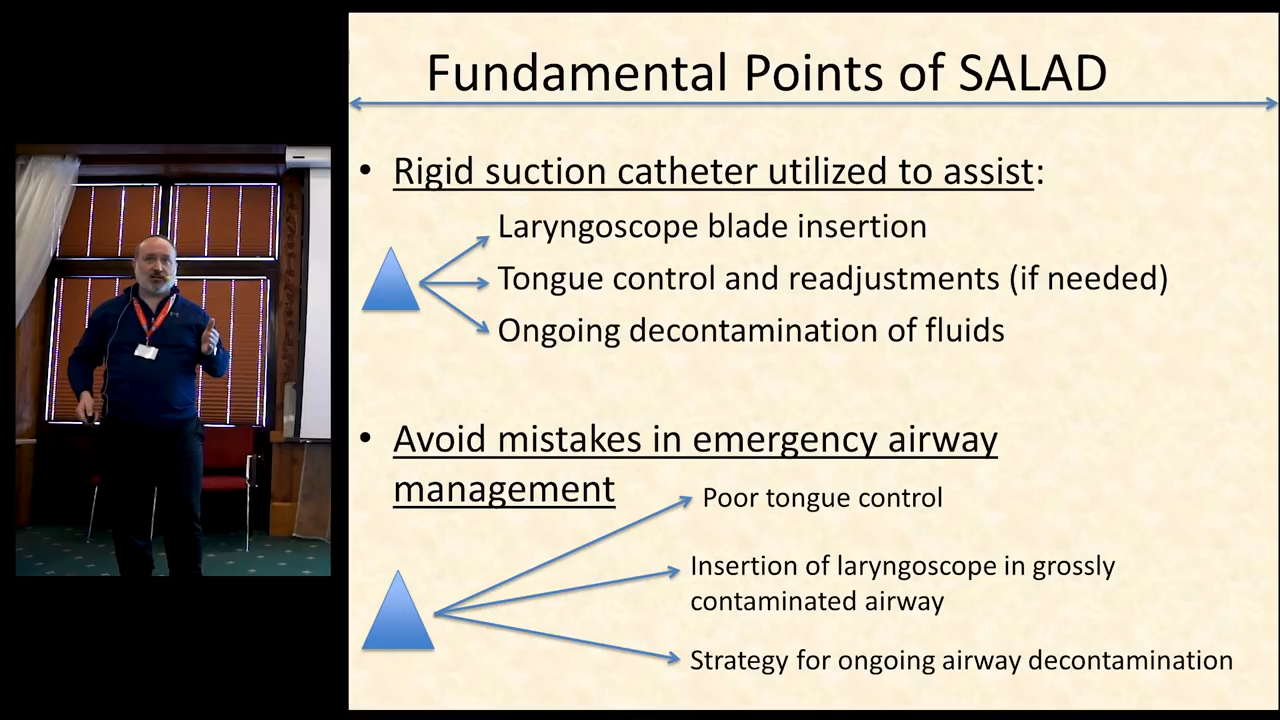 Fundamental Points of SALAD
• Rigid suction catheter utilized to assist:
Laryngoscope blade insertion
Tongue control and readjustments (if needed)
Ongoing decontamination of fluids
• Avoid mistakes in emergency airway
management
Poor tongue control
Insertion of laryngoscope in grossly
contaminated airway
Strategy for ongoing airway decontamination